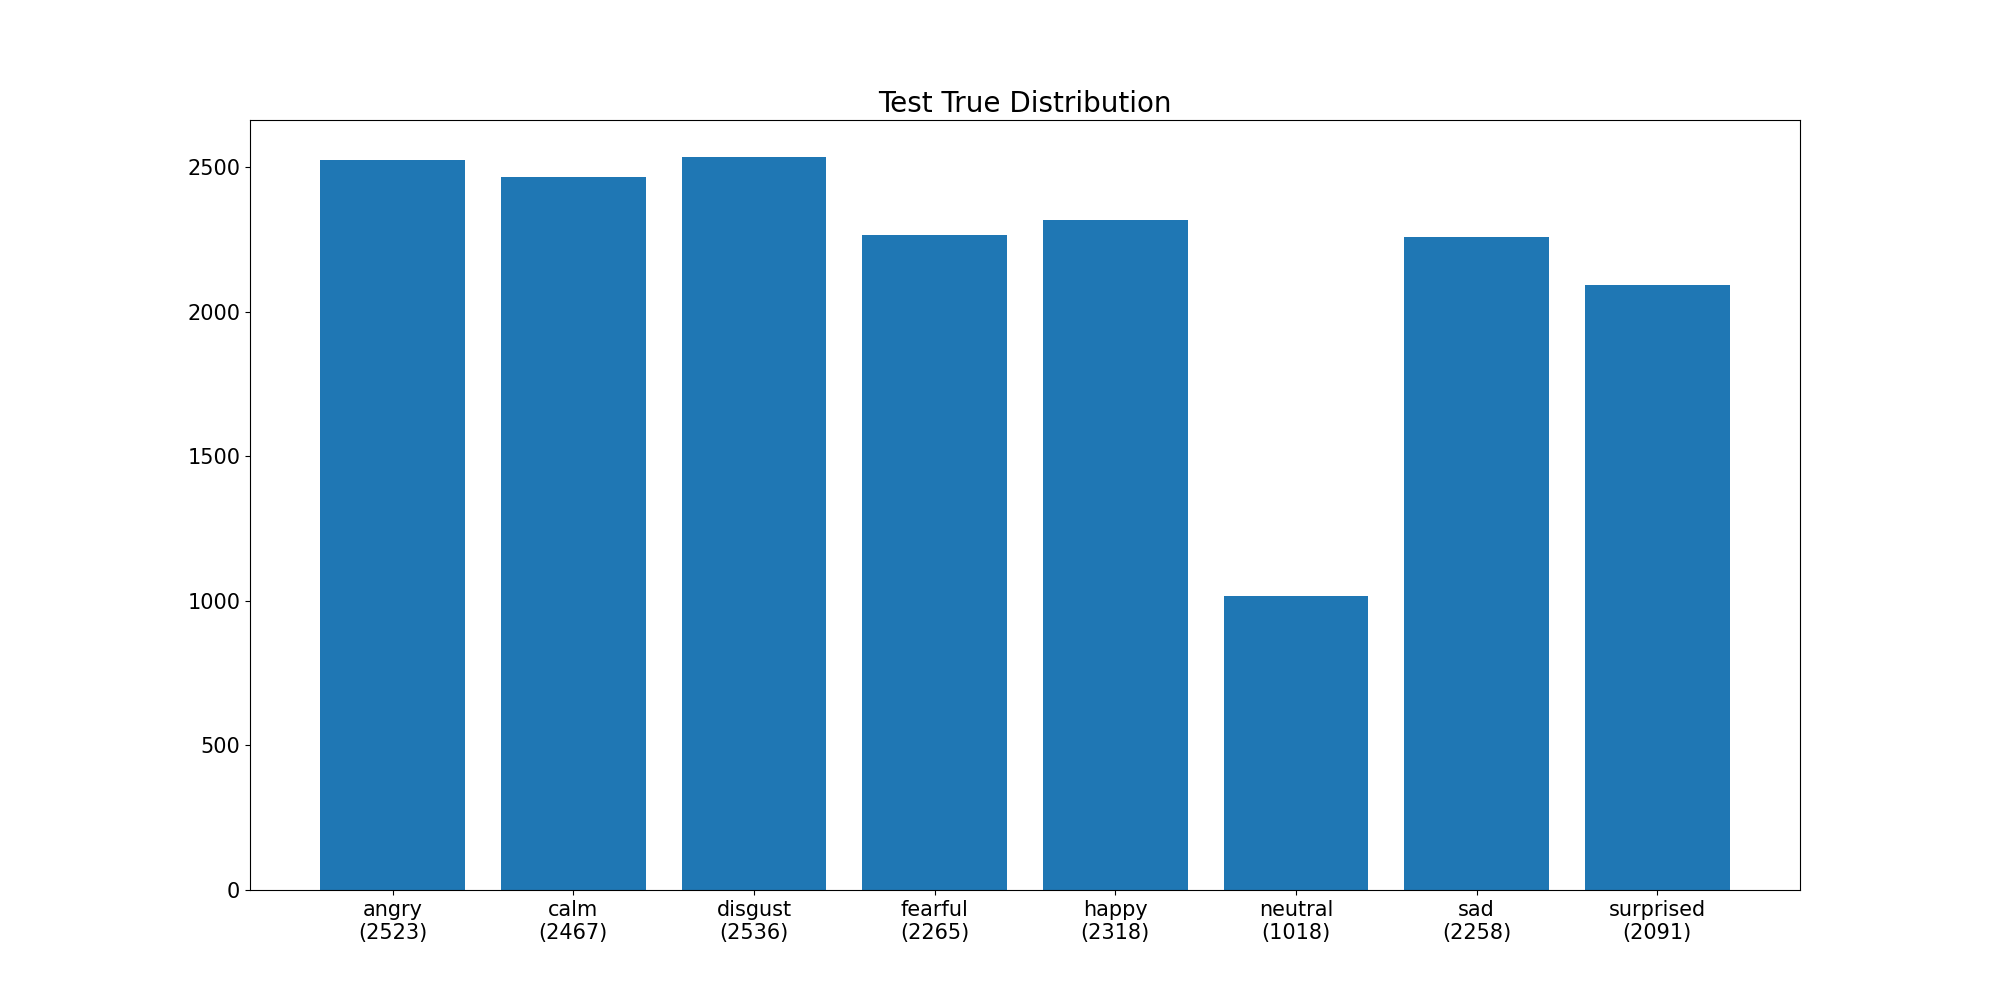 Test True Distribution
2500
2000
1500
1000
500
0
angry calm disgust fearful happy neutral sad surprised
(2523) (2467) (2536) (2265) (2318) (1018) (2258) (2091)